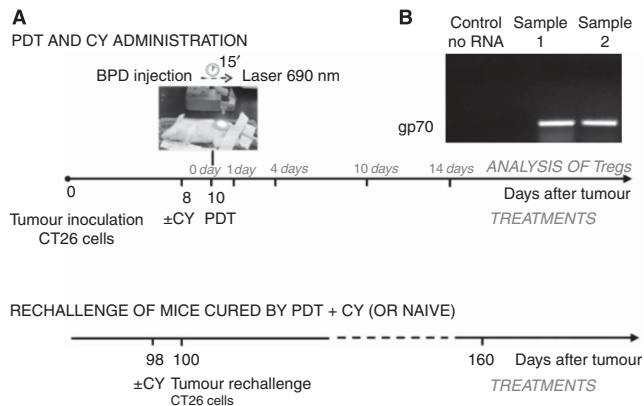 A
PDT AND CY ADMINISTRATION
BPD injection
15′
Laser 690 nm
0 day
1 day
4 days
10 days
14 days
ANALYSIS OF Tregs
0
8
10
Days after tumour
Tumour inoculation
CT26 cells
±CY
PDT
TREATMENTS
B
Control
no RNA
Sample
1
Sample
2
gp70
RECHALLENGE OF MICE CURED BY PDT + CY (OR NAIVE)
98
100
160
Days after tumour
±CY
Tumour rechallenge
CT26 cells
TREATMENTS